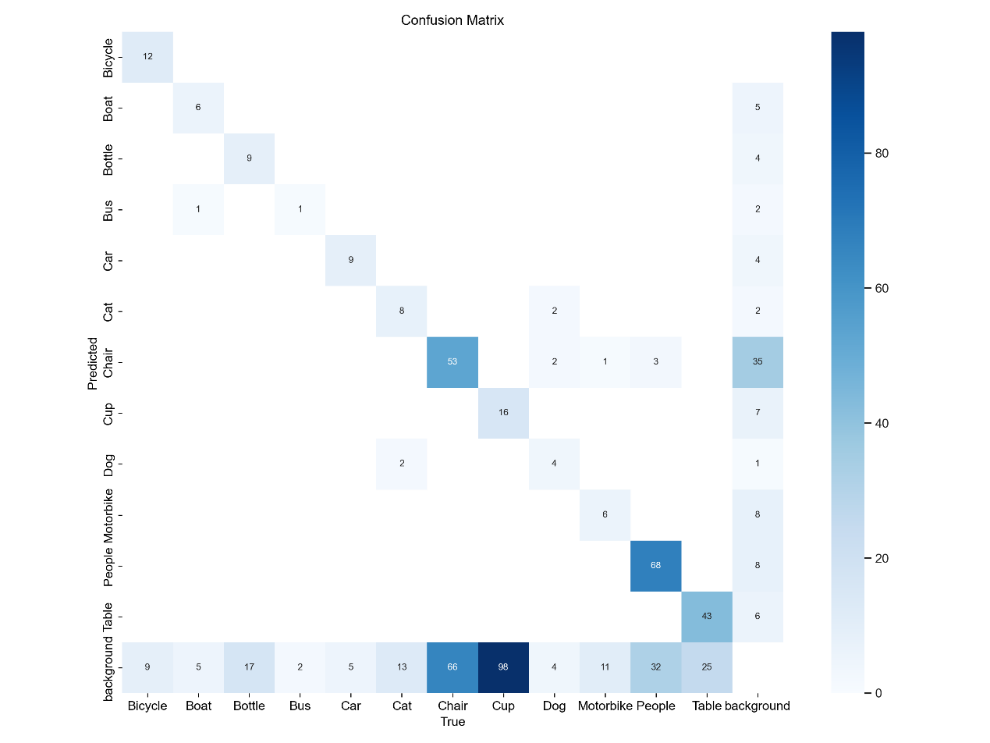 Confusion Matrix
Bicycle
12
Boat
6
5
Bottle
9
4
80
Bus
1
1
2
Car
9
4
60
Cat
8
2
2
Predicted
Chair
53
2
1
3
35
40
Cup
16
7
Dog
2
4
1
Motorbike
6
8
20
People
68
8
Table
43
6
background
9
5
17
2
5
13
66
98
4
11
32
25
0
Bicycle Boat Bottle Bus Car Cat Chair Cup Dog Motorbike People Table background
True